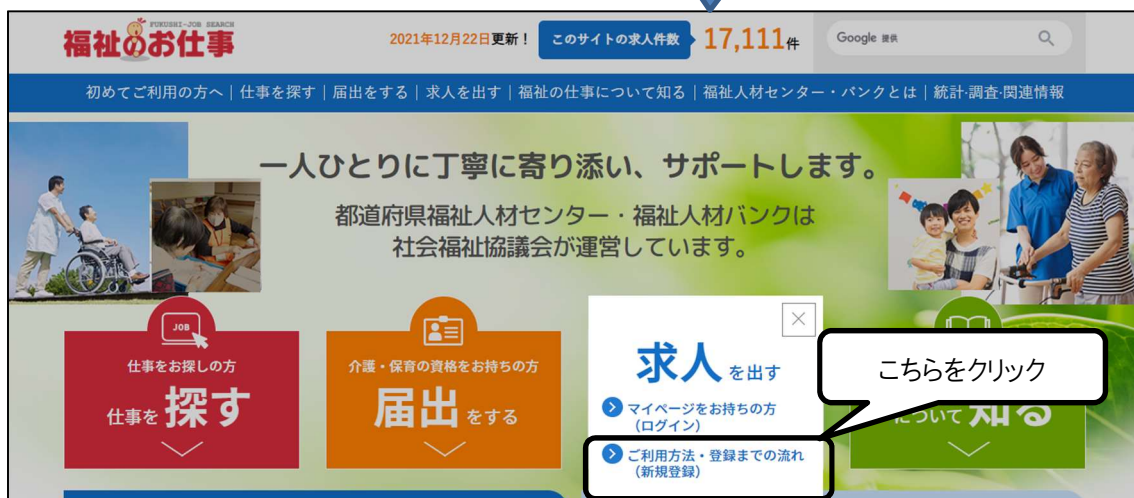 FUKUSHI-JOB SEARCH
福祉のお仕事
2021年12月22日更新！
このサイトの求人件数
17,111件
Google 提供
初めてご利用の方へ｜仕事を探す｜届出をする｜求人を出す｜福祉の仕事について知る｜福祉人材センター・バンクとは｜統計·調査·関連情報
一人ひとりに丁寧に寄り添い、サポートします。
都道府県福祉人材センター・福祉人材バンクは
社会福祉協議会が運営しています。
JOB
仕事をお探しの方
仕事を探す
介護・保育の資格をお持ちの方
届出をする
求人を出す
マイページをお持ちの方
（ログイン）
ご利用方法・登録までの流れ
（新規登録）
こちらをクリック
について知る